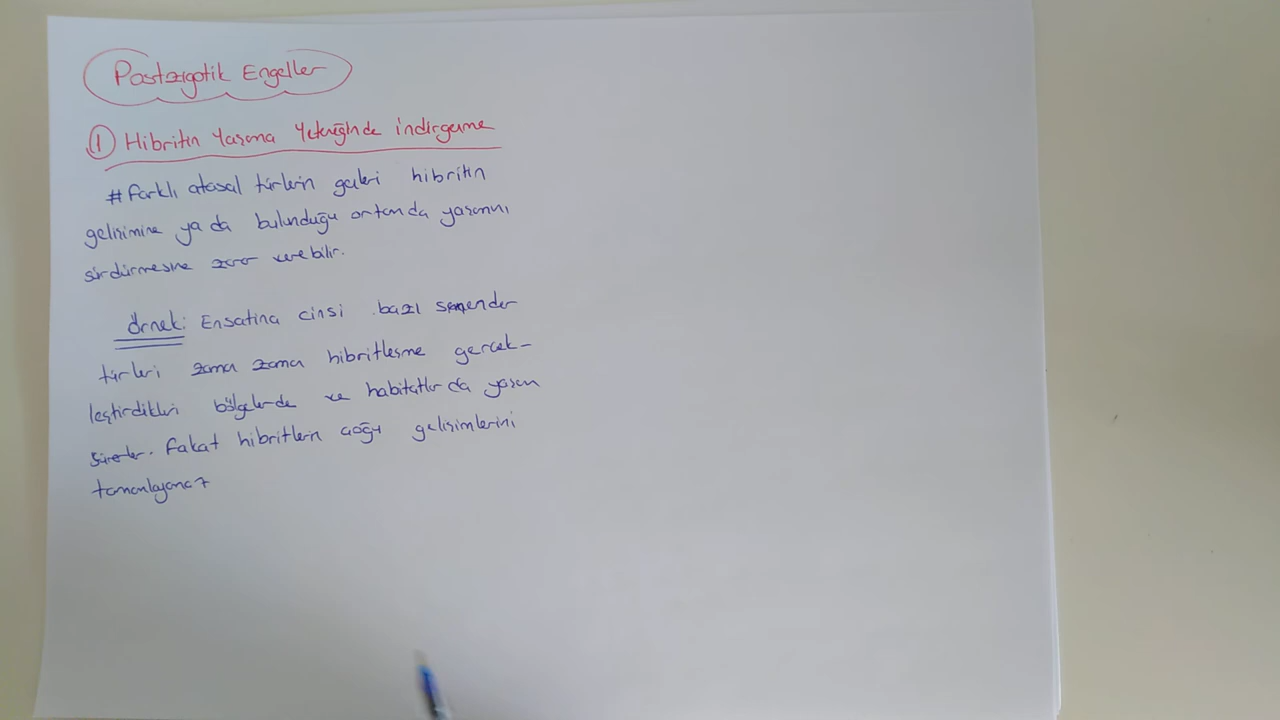 Postzigotik Engeller
① Hibritin Yaşama Yeteneğinde indirgeme
# Farklı atasal türlerin genleri hibritin
gelişimine ya da bulunduğu ortamda yaşamını
sürdürmesine zarar verebilir.
Örnek: Ensatina cinsi bazı semender
türleri zaman zaman hibritleşme gerçek-
leştirdikleri bölgelerde ve habitatlarda yaşam
sürerler. Fakat hibritlerin çoğu gelişimlerini
tamamlayamaz